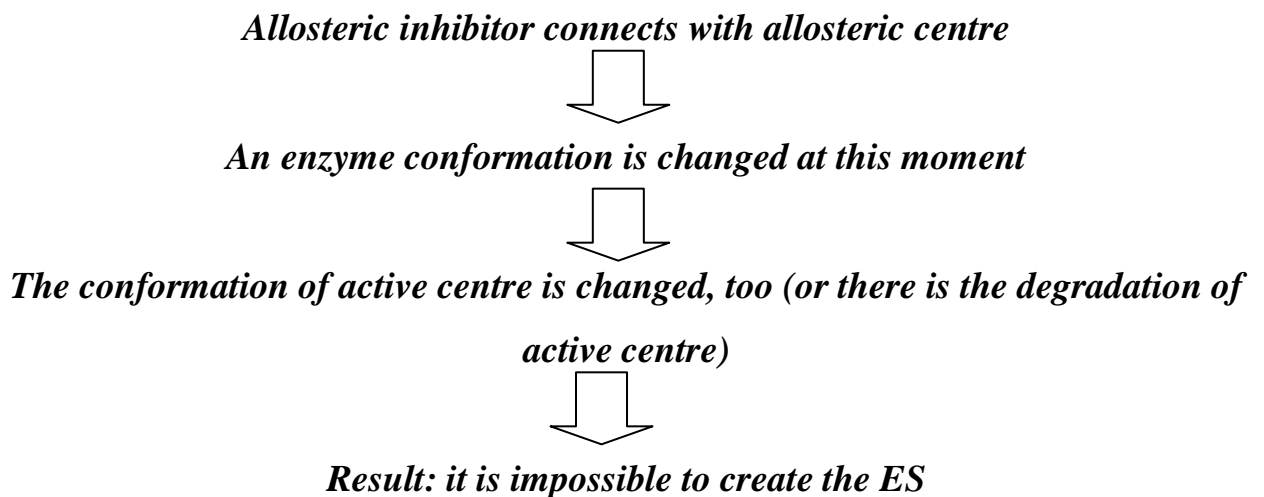 Allosteric inhibitor connects with allosteric centre
An enzyme conformation is changed at this moment
The conformation of active centre is changed, too (or there is the degradation of
active centre)
Result: it is impossible to create the ES